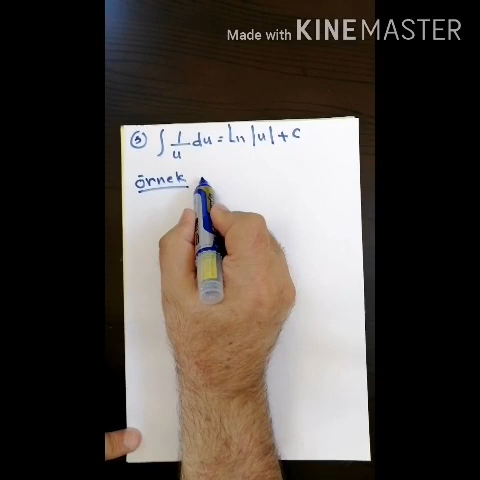 Made with KINEMASTER
⑤ ∫ 1/u du = Ln |u| + c
örnek